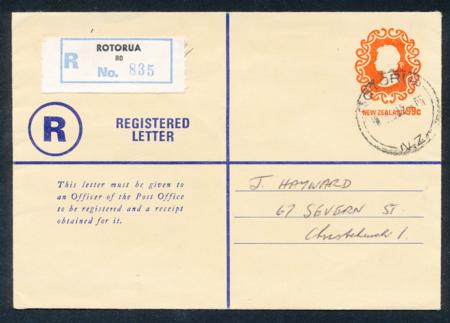 ROTORUA
RO
R
No. 835
NEW ZEALAND 99c
N.Z.
R
REGISTERED
LETTER
This letter must be given to
an Officer of the Post Office
to be registered and a receipt
obtained for it.
J. HAYWARD
67 SEVERN ST
Christchurch 1.